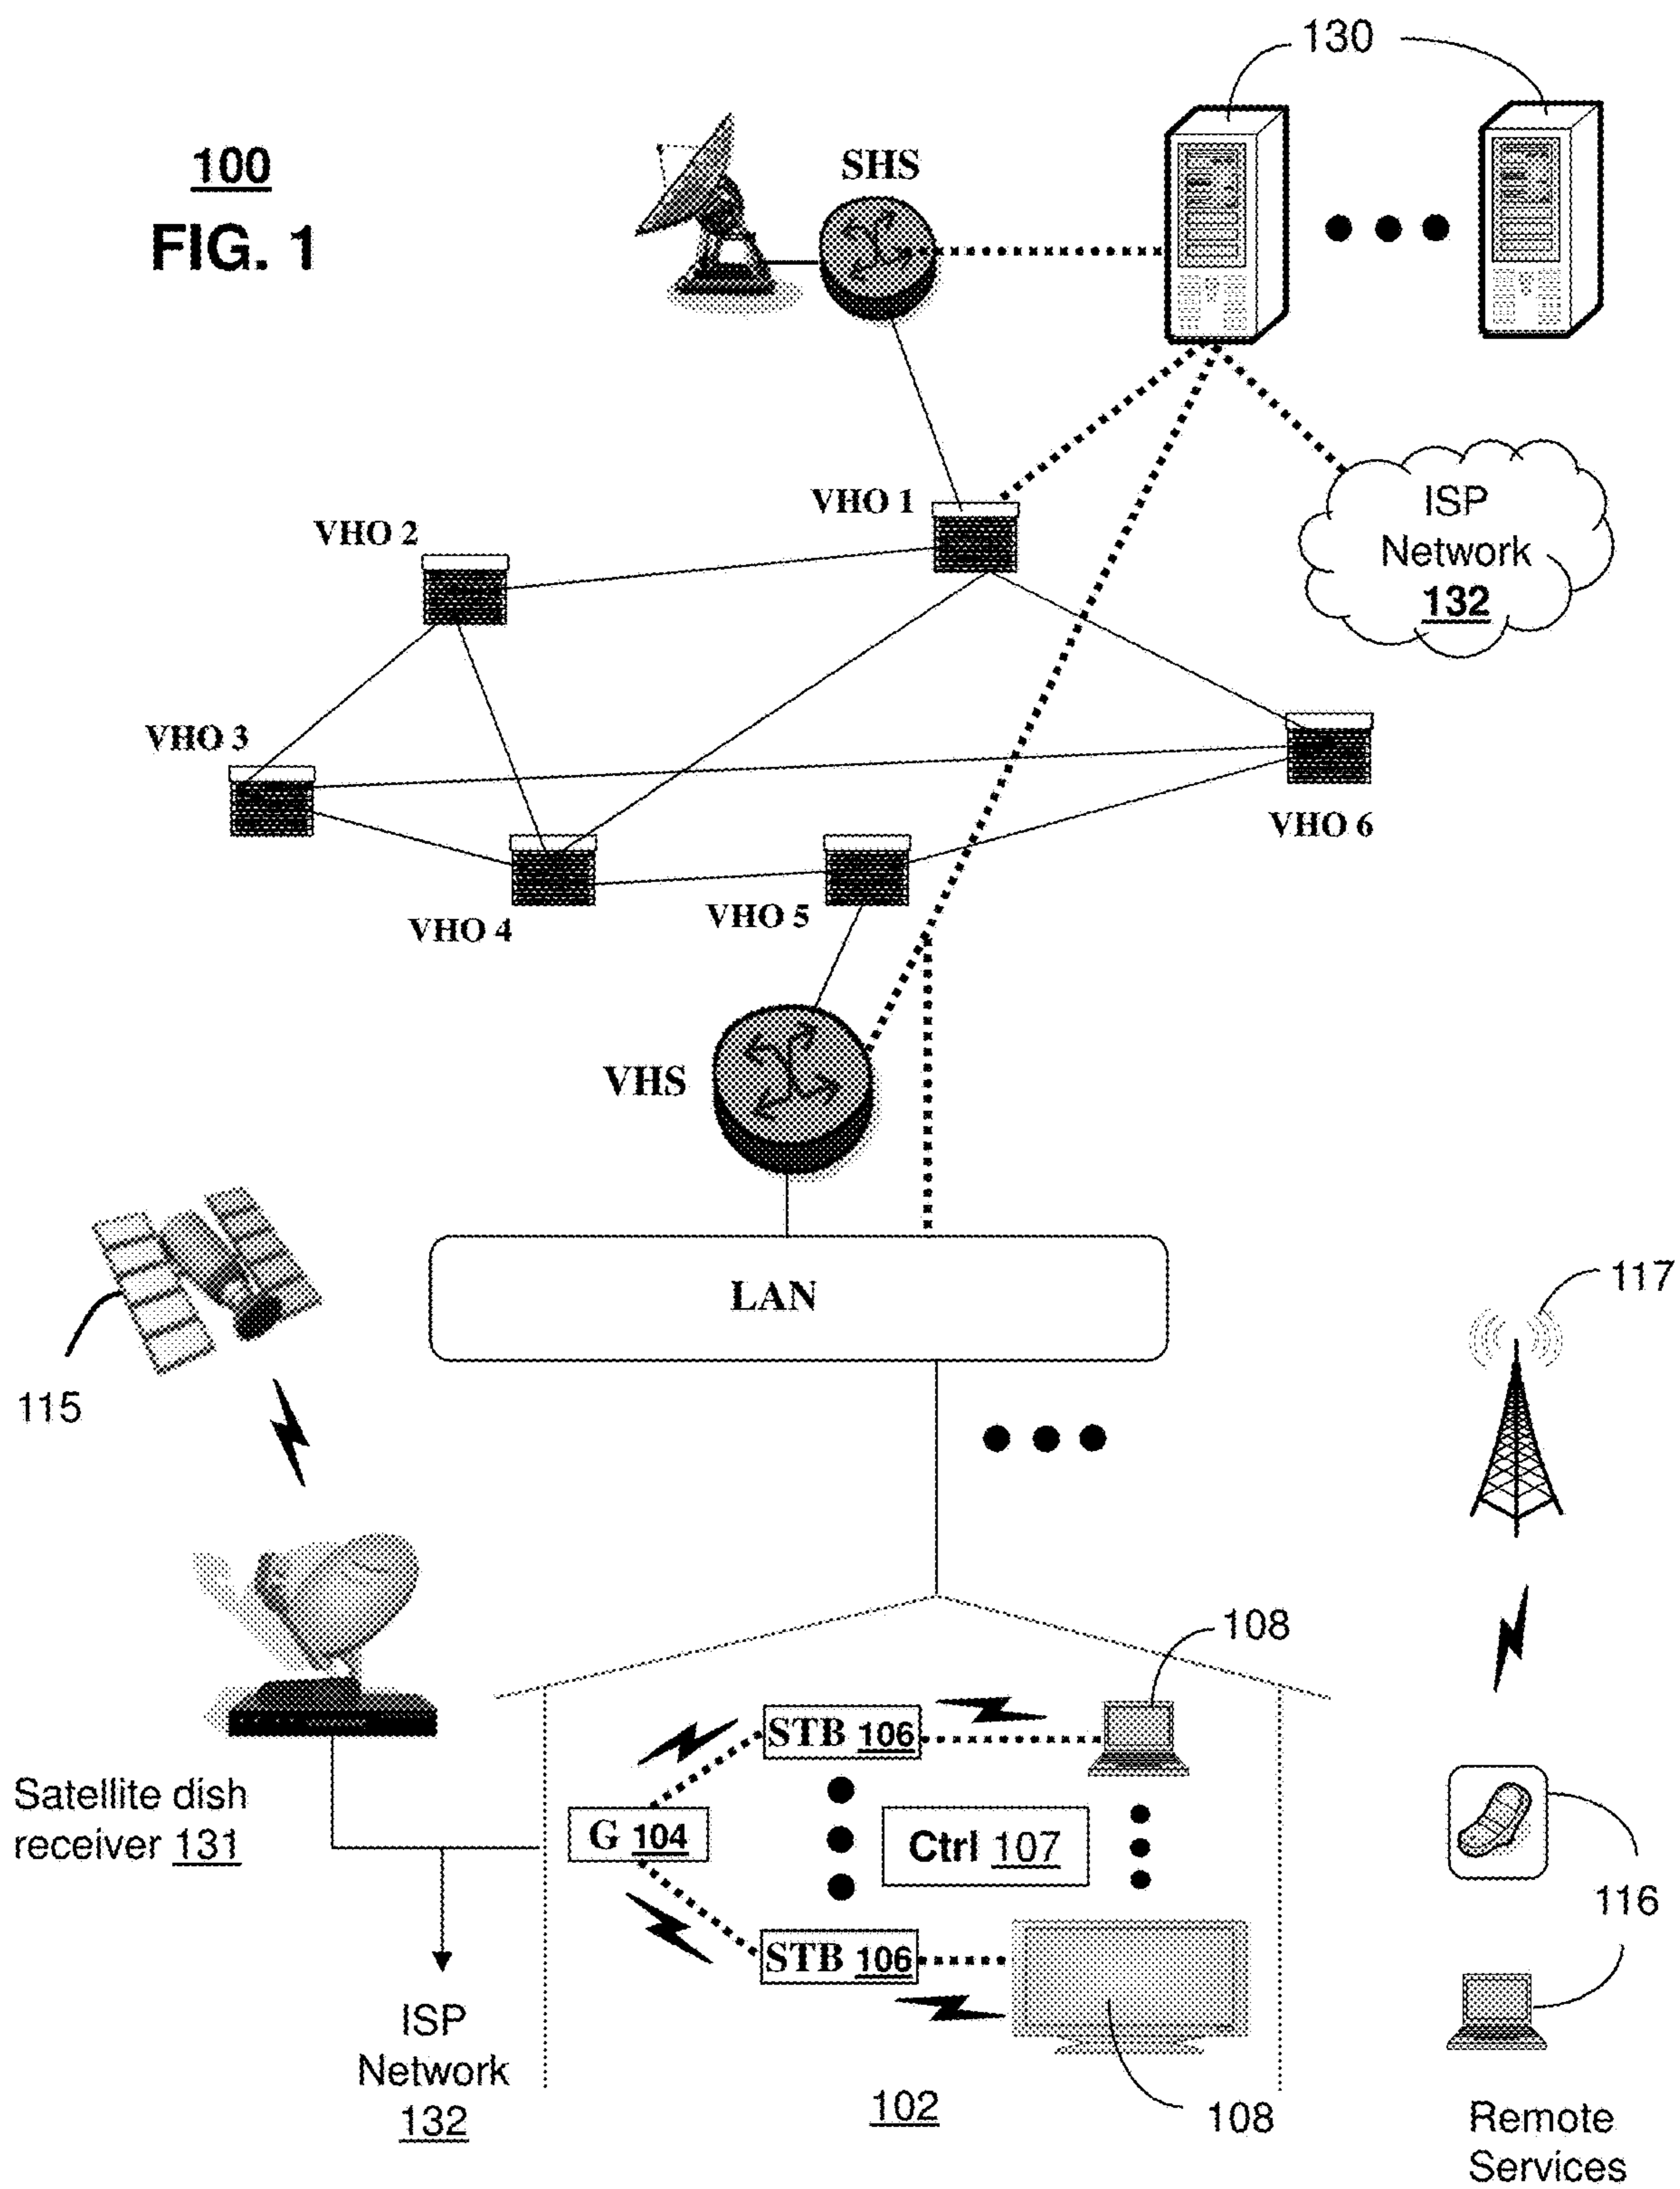 130
100
FIG. 1
SHS
VHO 1
VHO 2
ISP
Network
132
VHO 3
VHO 6
VHO 4
VHO 5
VHS
LAN
117
115
108
STB 106
Satellite dish
receiver 131
G 104
Ctrl 107
116
STB 106
ISP
Network
132
102
108
Remote
Services